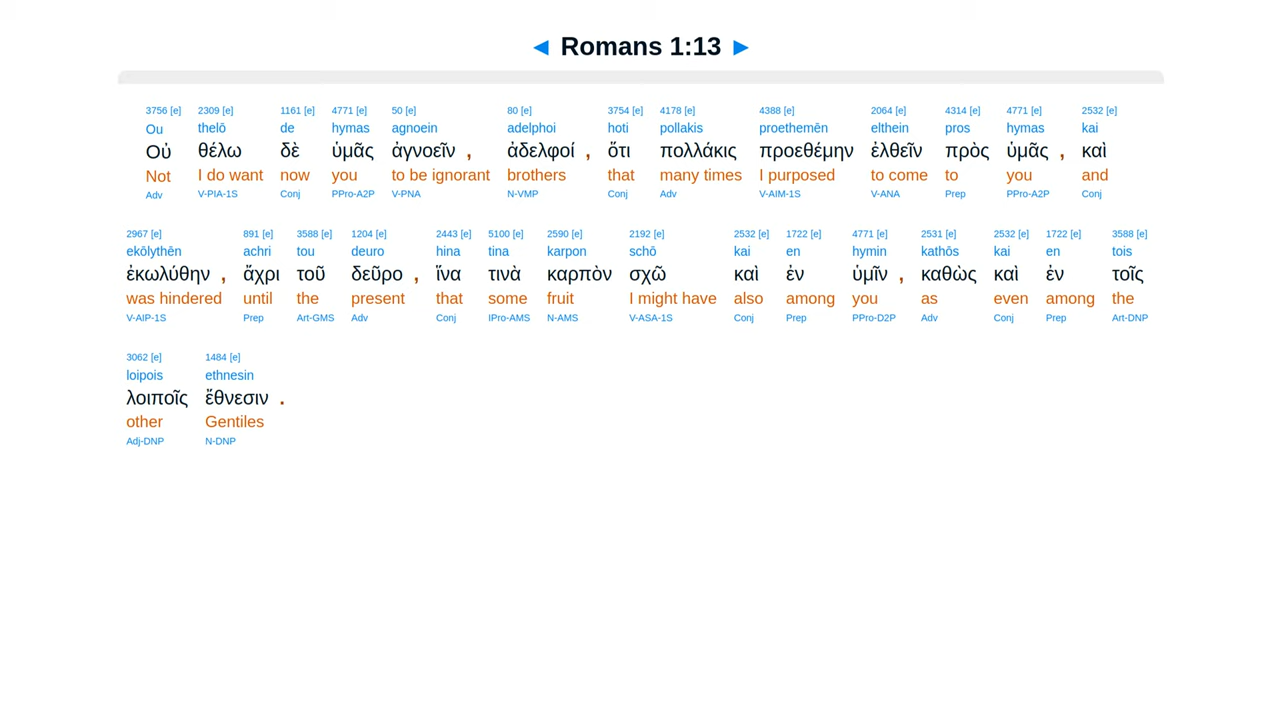 ◄ Romans 1:13 ►
3756 [e] 2309 [e] 1161 [e] 4771 [e] 50 [e] 80 [e] 3754 [e] 4178 [e] 4388 [e] 2064 [e] 4314 [e] 4771 [e] 2532 [e]
Ou thelō de hymas agnoein adelphoi hoti pollakis proethemēn elthein pros hymas kai
Οὐ θέλω δὲ ὑμᾶς ἀγνοεῖν , ἀδελφοί , ὅτι πολλάκις προεθέμην ἐλθεῖν πρὸς ὑμᾶς , καὶ
Not I do want now you to be ignorant brothers that many times I purposed to come to you and
Adv V-PIA-1S Conj PPro-A2P V-PNA N-VMP Conj Adv V-AIM-1S V-ANA Prep PPro-A2P Conj
2967 [e] 891 [e] 3588 [e] 1204 [e] 2443 [e] 5100 [e] 2590 [e] 2192 [e] 2532 [e] 1722 [e] 4771 [e] 2531 [e] 2532 [e] 1722 [e] 3588 [e]
ekōlythēn achri tou deuro hina tina karpon schō kai en hymin kathōs kai en tois
ἐκωλύθην , ἄχρι τοῦ δεῦρο , ἵνα τινὰ καρπὸν σχῶ καὶ ἐν ὑμῖν , καθὼς καὶ ἐν τοῖς
was hindered until the present that some fruit I might have also among you as even among the
V-AIP-1S Prep Art-GMS Adv Conj IPro-AMS N-AMS V-ASA-1S Conj Prep PPro-D2P Adv Conj Prep Art-DNP
3062 [e] 1484 [e]
loipois ethnesin
λοιποῖς ἔθνεσιν .
other Gentiles
Adj-DNP N-DNP